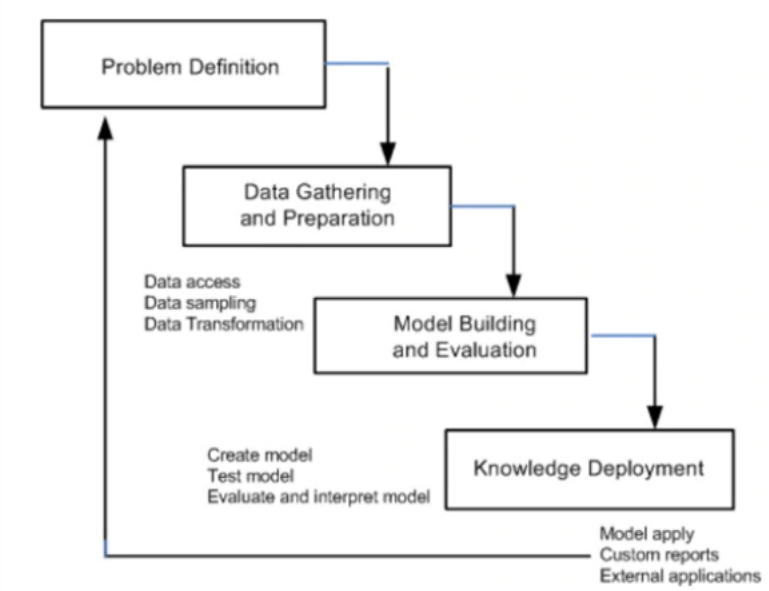 Problem Definition
Data Gathering
and Preparation
Data access
Data sampling
Data Transformation
Model Building
and Evaluation
Create model
Test model
Evaluate and interpret model
Knowledge Deployment
Model apply
Custom reports
External applications